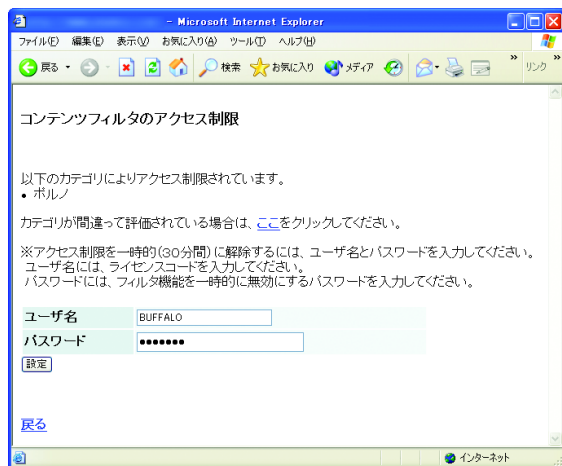 - Microsoft Internet Explorer
ファイル(F) 編集(E) 表示(V) お気に入り(A) ツール(T) ヘルプ(H)
戻る 検索 お気に入り メディア » リンク »
コンテンツフィルタのアクセス制限
以下のカテゴリによりアクセス制限されています。
• ポルノ
カテゴリが間違って評価されている場合は、ここをクリックしてください。
※アクセス制限を一時的(30分間)に解除するには、ユーザ名とパスワードを入力してください。
ユーザ名には、ライセンスコードを入力してください。
パスワードには、フィルタ機能を一時的に無効にするパスワードを入力してください。
ユーザ名 BUFFALO
パスワード •••••••
設定
戻る
インターネット